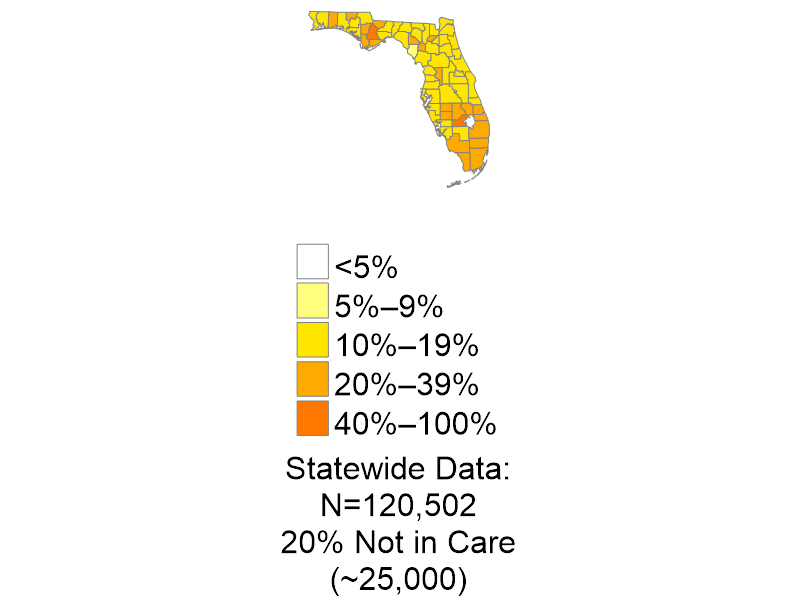 <5%
5%–9%
10%–19%
20%–39%
40%–100%
Statewide Data:
N=120,502
20% Not in Care
(~25,000)